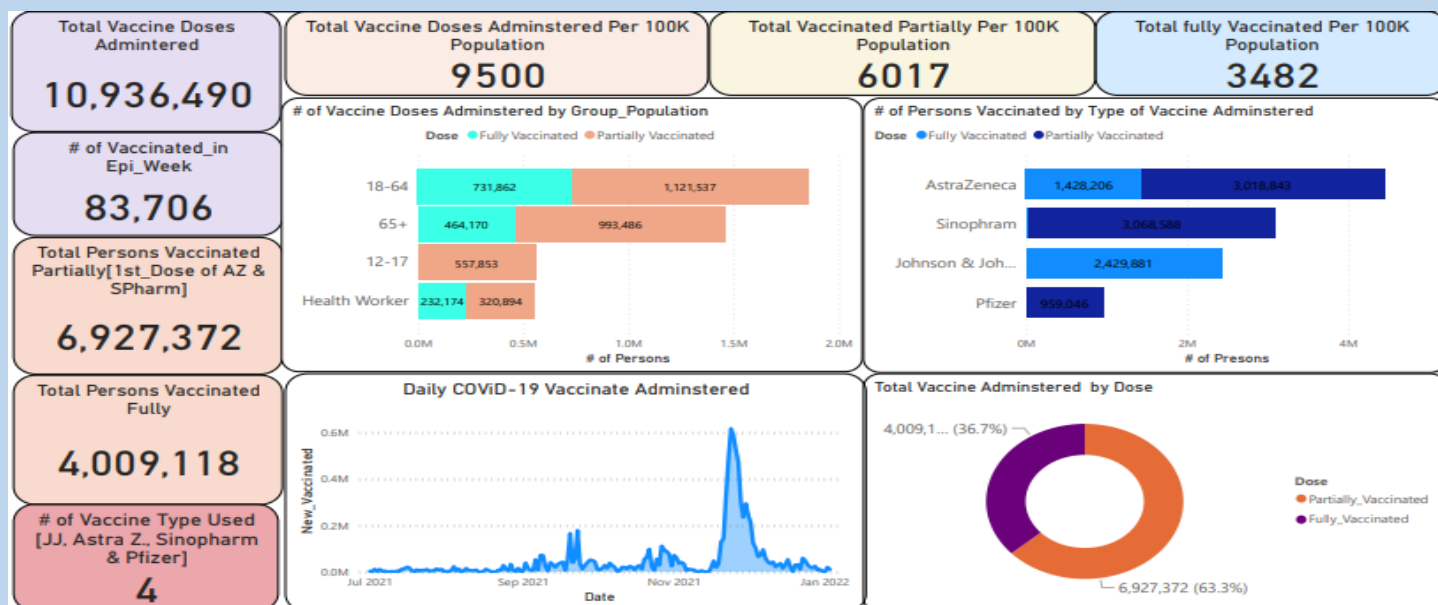 Total Vaccine Doses
Admintered
10,936,490
# of Vaccinated_in
Epi_Week
83,706
Total Persons Vaccinated
Partially[1st_Dose of AZ &
SPharm]
6,927,372
Total Persons Vaccinated
Fully
4,009,118
# of Vaccine Type Used
[JJ, Astra Z., Sinopharm
& Pfizer]
4
Total Vaccine Doses Adminstered Per 100K
Population
9500
Total Vaccinated Partially Per 100K
Population
6017
Total fully Vaccinated Per 100K
Population
3482
# of Vaccine Doses Adminstered by Group_Population
Dose Fully Vaccinated Partially Vaccinated
18-64 731,862 1,121,537
65+ 464,170 993,486
12-17 557,853
Health Worker 232,174 320,894
0.0M 0.5M 1.0M 1.5M 2.0M
# of Persons
# of Persons Vaccinated by Type of Vaccine Adminstered
Dose Fully Vaccinated Partially Vaccinated
AstraZeneca 1,428,206 3,018,843
Sinophram 3,068,588
Johnson & Joh... 2,429,881
Pfizer 959,046
0M 2M 4M
# of Presons
Daily COViD-19 Vaccinate Adminstered
New_Vaccinated
0.6M
0.4M
0.2M
0.0M
Jul 2021 Sep 2021 Nov 2021 Jan 2022
Date
Total Vaccine Adminstered by Dose
4,009,1... (36.7%)
Dose
Partially_Vaccinated
Fully_Vaccinated
6,927,372 (63.3%)